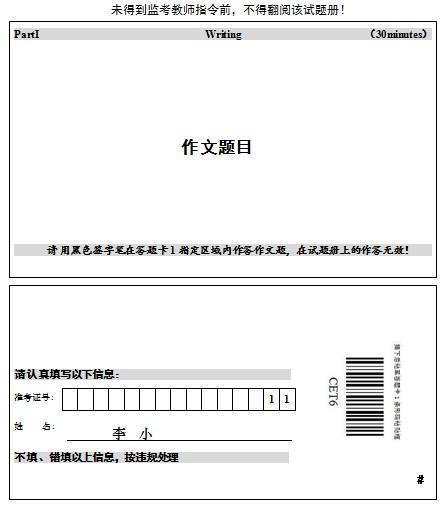 未得到监考教师指令前，不得翻阅该试题册！
PartI Writing （30minutes）
作文题目
请用黑色签字笔在答题卡1指定区域内作答作文题，在试题册上的作答无效！
请认真填写以下信息：
准考证号： 1 1
姓 名： 李 小
不填、错填以上信息，按违规处理
CET6
#